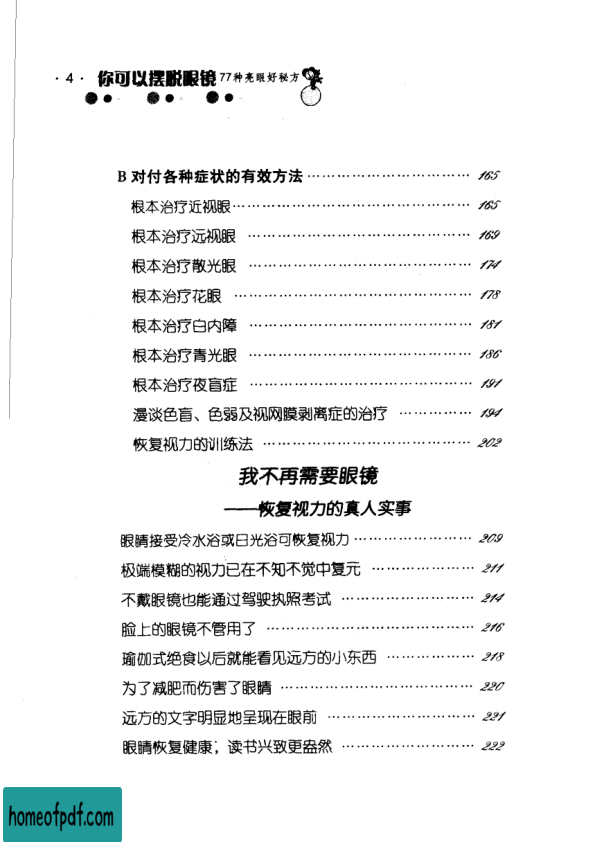 · 4 · 你可以摆脱眼镜 77种亮眼好秘方
B 对付各种症状的有效方法 ································ 165
根本治疗近视眼 ················································ 165
根本治疗远视眼 ············································· 169
根本治疗散光眼 ············································· 174
根本治疗花眼 ················································ 178
根本治疗白内障 ············································· 181
根本治疗青光眼 ············································· 186
根本治疗夜盲症 ············································· 191
漫谈色盲、色弱及视网膜剥离症的治疗 ··············· 194
恢复视力的训练法 ·········································· 202
我不再需要眼镜
——恢复视力的真人实事
眼睛接受冷水浴或日光浴可恢复视力 ························ 209
极端模糊的视力已在不知不觉中复元 ····················· 211
不戴眼镜也能通过驾驶执照考试 ··························· 214
脸上的眼镜不管用了 ·········································· 216
瑜伽式绝食以后就能看见远方的小东西 ·················· 218
为了减肥而伤害了眼睛 ······································· 220
远方的文字明显地呈现在眼前 ······························ 221
眼睛恢复健康；读书兴致更盎然 ··························· 222
homeofpdf.com